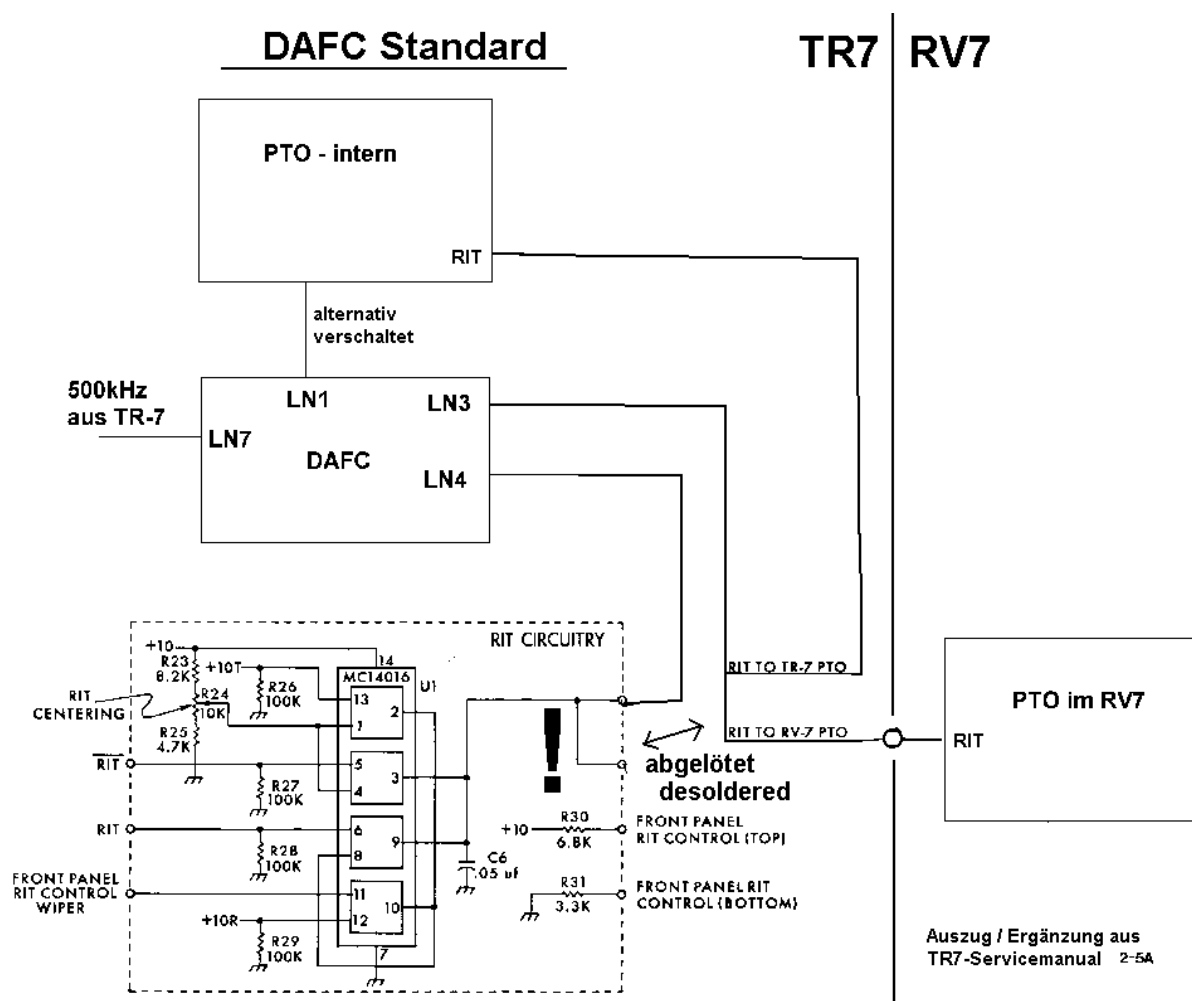 DAFC Standard
TR7
RV7
PTO - intern
RIT
alternativ
verschaltet
500kHz
aus TR-7
LN1
LN3
LN7
DAFC
LN4
RIT CIRCUITRY
+10
R23
8.2K
+10T
14
MC14016
U1
RIT
CENTERING
R24
10K
R26
100K
13
1
2
R25
4.7K
RIT
5
4
3
R27
100K
RIT
6
8
9
R28
100K
C6
.05 uf
FRONT PANEL
RIT CONTROL
WIPER
11
12
10
+10R
R29
100K
7
!
abgelötet
desoldered
+10
R30
6.8K
FRONT PANEL
RIT CONTROL (TOP)
R31
3.3K
FRONT PANEL RIT
CONTROL (BOTTOM)
RIT TO TR-7 PTO
RIT TO RV-7 PTO
PTO im RV7
RIT
Auszug / Ergänzung aus
TR7-Servicemanual 2-5A